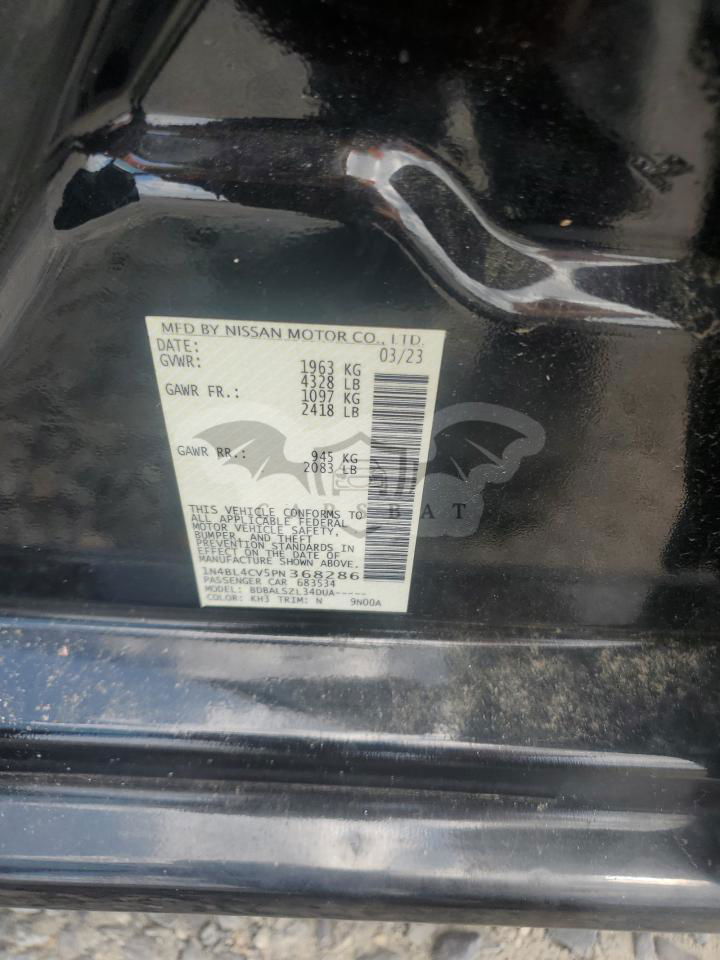 MFD BY NISSAN MOTOR CO., LTD.
DATE: 03/23
GVWR: 1963 KG
4328 LB
GAWR FR.: 1097 KG
2418 LB
GAWR RR.: 945 KG
2083 LB
THIS VEHICLE CONFORMS TO
ALL APPLICABLE FEDERAL
MOTOR VEHICLE SAFETY,
BUMPER, AND THEFT
PREVENTION STANDARDS IN
EFFECT ON THE DATE OF
MANUFACTURE SHOWN ABOVE.
1N4BL4CV5PN368286
PASSENGER CAR 683534
MODEL: BDBALSZL34DUA-----
COLOR: KH3 TRIM: N 9N00A
CARSBAT